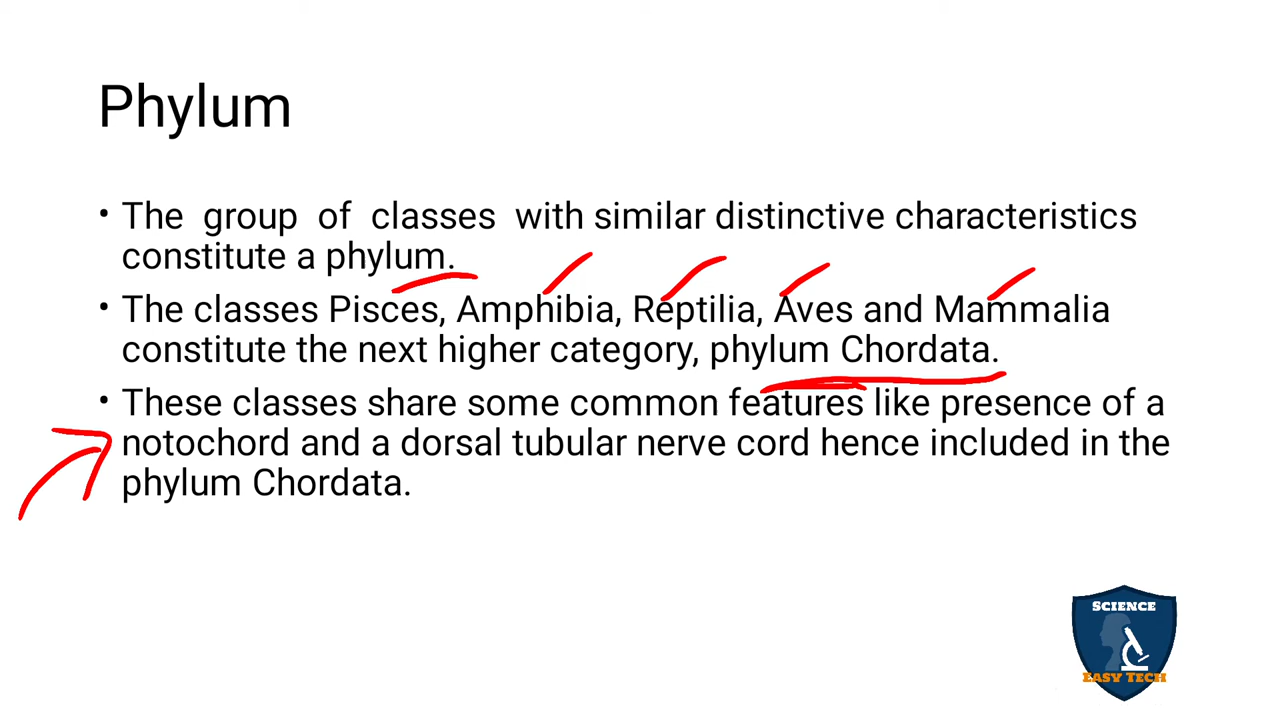 Phylum
• The group of classes with similar distinctive characteristics
constitute a phylum.
• The classes Pisces, Amphibia, Reptilia, Aves and Mammalia
constitute the next higher category, phylum Chordata.
• These classes share some common features like presence of a
notochord and a dorsal tubular nerve cord hence included in the
phylum Chordata.
SCIENCE
EASY TECH